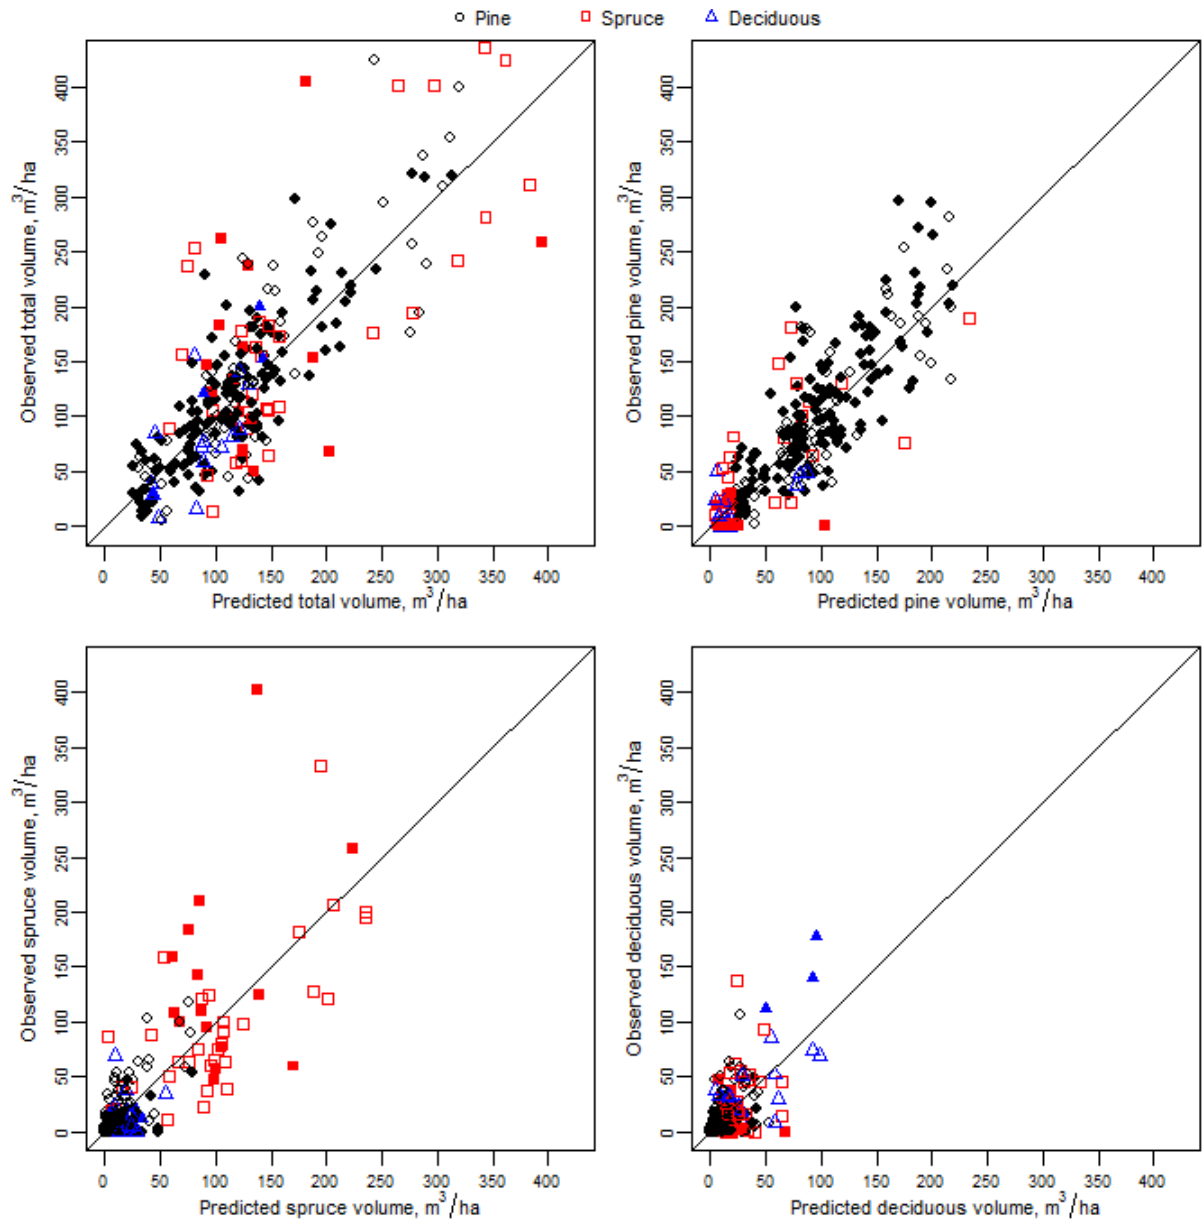 Pine Spruce Deciduous
Observed total volume, m³/ha
400
350
300
250
200
150
100
50
0
0 50 100 150 200 250 300 350 400
Predicted total volume, m³/ha
Observed pine volume, m³/ha
400
350
300
250
200
150
100
50
0
0 50 100 150 200 250 300 350 400
Predicted pine volume, m³/ha
Observed spruce volume, m³/ha
400
350
300
250
200
150
100
50
0
0 50 100 150 200 250 300 350 400
Predicted spruce volume, m³/ha
Observed deciduous volume, m³/ha
400
350
300
250
200
150
100
50
0
0 50 100 150 200 250 300 350 400
Predicted deciduous volume, m³/ha